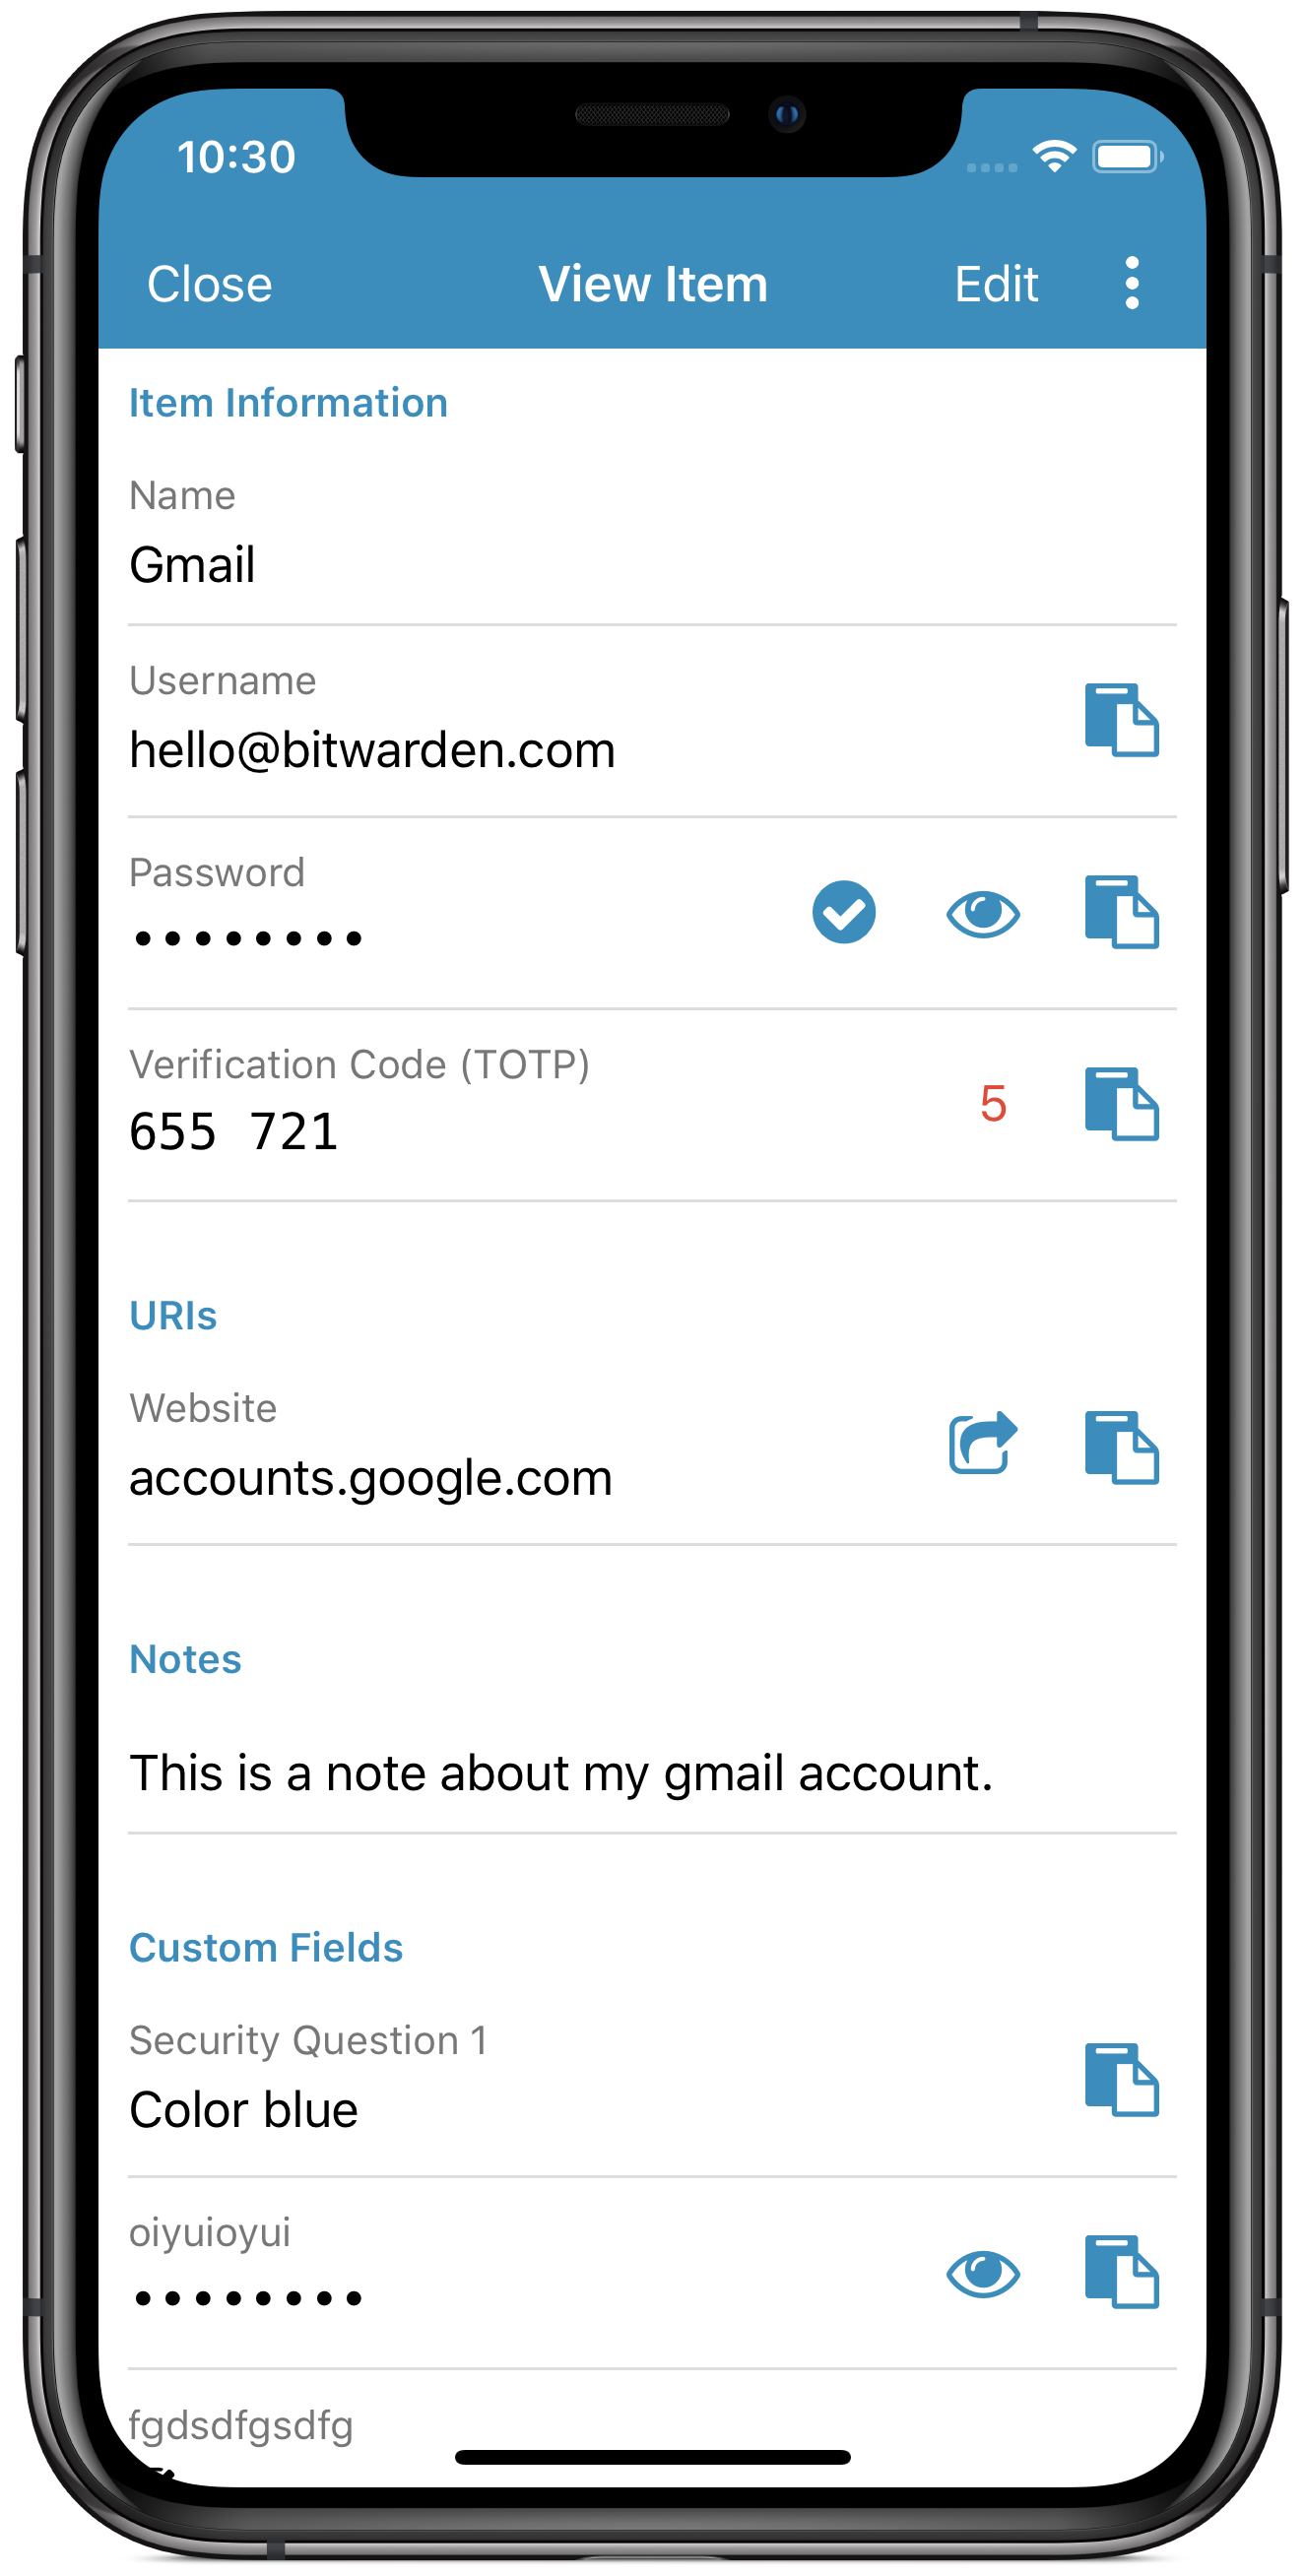 10:30
Close View Item Edit
Item Information
Name
Gmail
Username
hello@bitwarden.com
Password
••••••••
Verification Code (TOTP)
655 721
5
URIs
Website
accounts.google.com
Notes
This is a note about my gmail account.
Custom Fields
Security Question 1
Color blue
oiyuioyui
••••••••
fgdsdfgsdfg